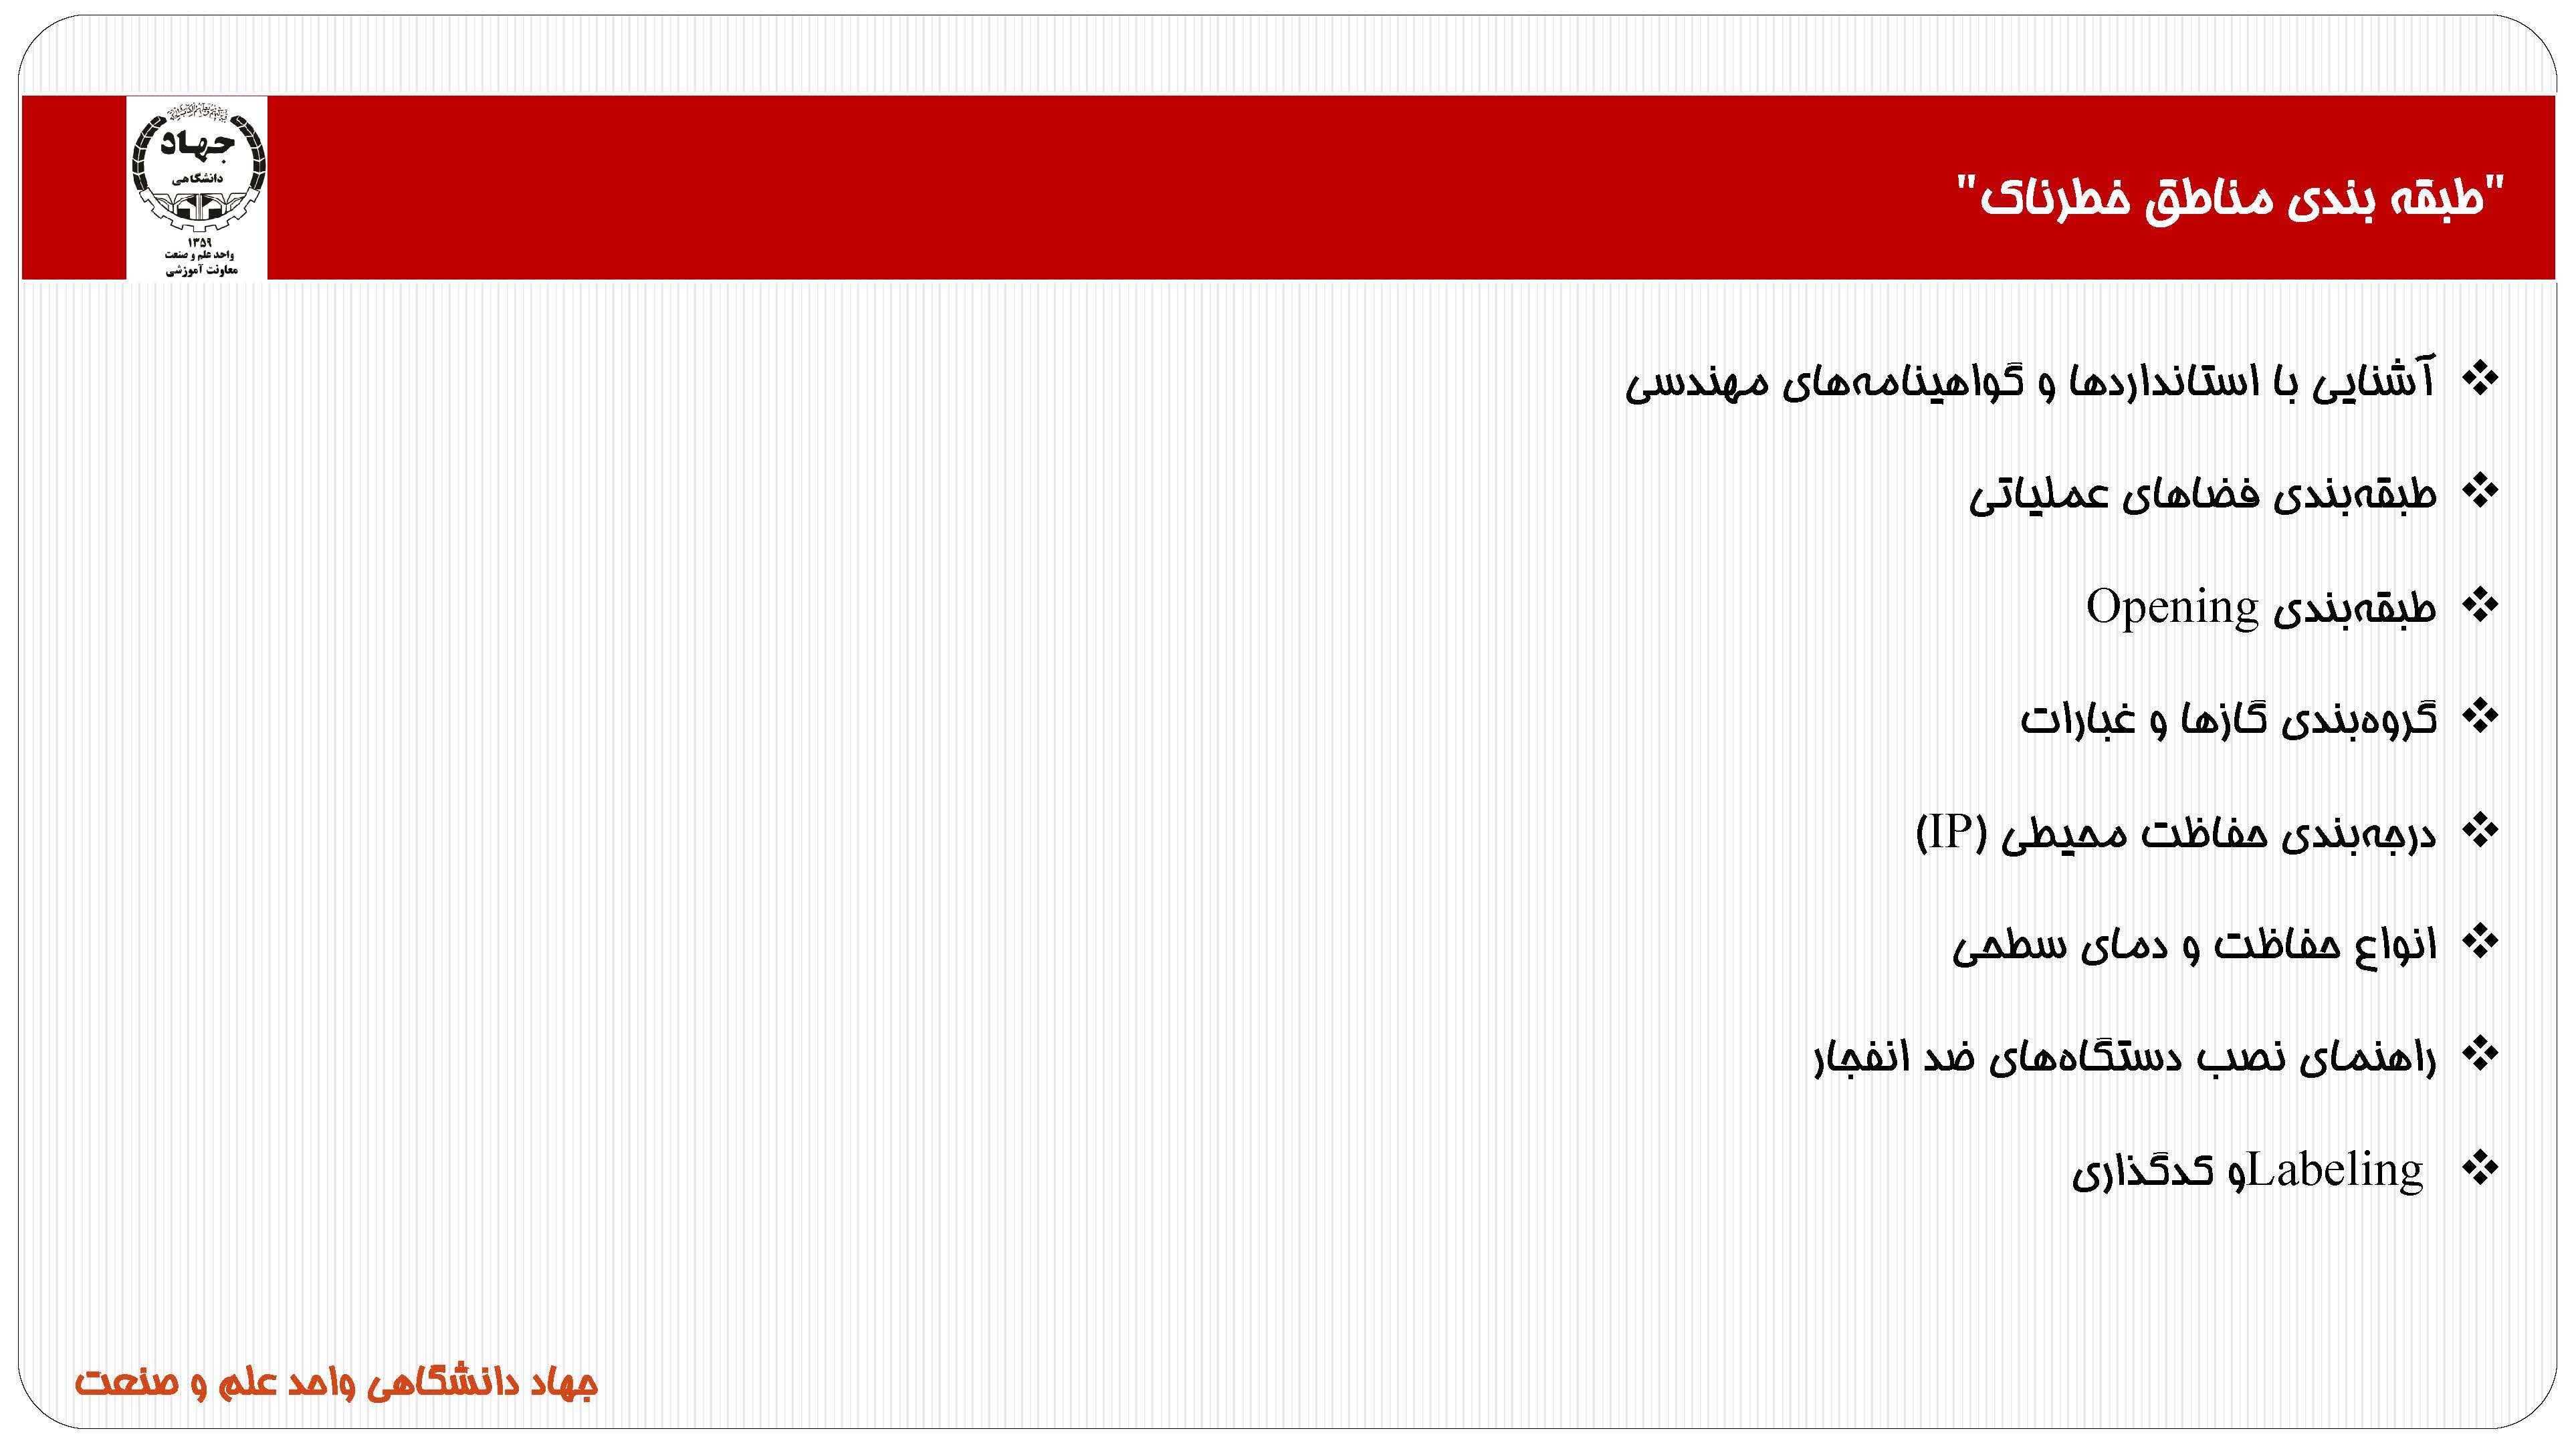 جهاد
دانشگاهی
۱۳۵۹
واحد علم و صنعت
معاونت آموزشی
"طبقه بندی مناطق خطرناک"
❖ آشنایی با استانداردها و گواهینامه‌های مهندسی
❖ طبقه‌بندی فضاهای عملیاتی
❖ طبقه‌بندی Opening
❖ گروه‌بندی گازها و غبارات
❖ درجه‌بندی حفاظت محیطی (IP)
❖ انواع حفاظت و دمای سطحی
❖ راهنمای نصب دستگاه‌های ضد انفجار
❖ Labelingو کدگذاری
جهاد دانشگاهی واحد علم و صنعت